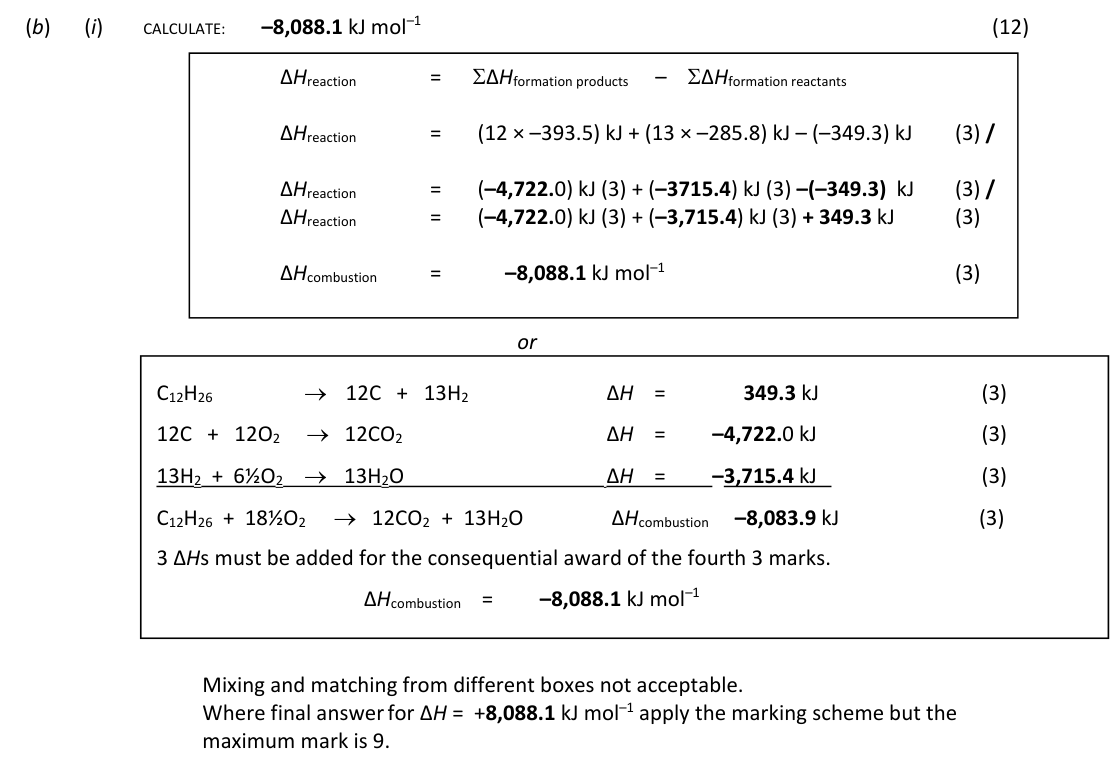 (b) (i) CALCULATE: –8,088.1 kJ mol⁻¹ (12)
ΔHreaction = ΣΔHformation products – ΣΔHformation reactants
ΔHreaction = (12 × –393.5) kJ + (13 × –285.8) kJ – (–349.3) kJ (3) /
ΔHreaction = (–4,722.0) kJ (3) + (–3715.4) kJ (3) –(–349.3) kJ (3) /
ΔHreaction = (–4,722.0) kJ (3) + (–3,715.4) kJ (3) + 349.3 kJ (3)
ΔHcombustion = –8,088.1 kJ mol⁻¹ (3)
or
C₁₂H₂₆ → 12C + 13H₂ ΔH = 349.3 kJ (3)
12C + 12O₂ → 12CO₂ ΔH = –4,722.0 kJ (3)
13H₂ + 6½O₂ → 13H₂O ΔH = –3,715.4 kJ (3)
C₁₂H₂₆ + 18½O₂ → 12CO₂ + 13H₂O ΔHcombustion –8,083.9 kJ (3)
3 ΔHs must be added for the consequential award of the fourth 3 marks.
ΔHcombustion = –8,088.1 kJ mol⁻¹
Mixing and matching from different boxes not acceptable.
Where final answer for ΔH = +8,088.1 kJ mol⁻¹ apply the marking scheme but the
maximum mark is 9.